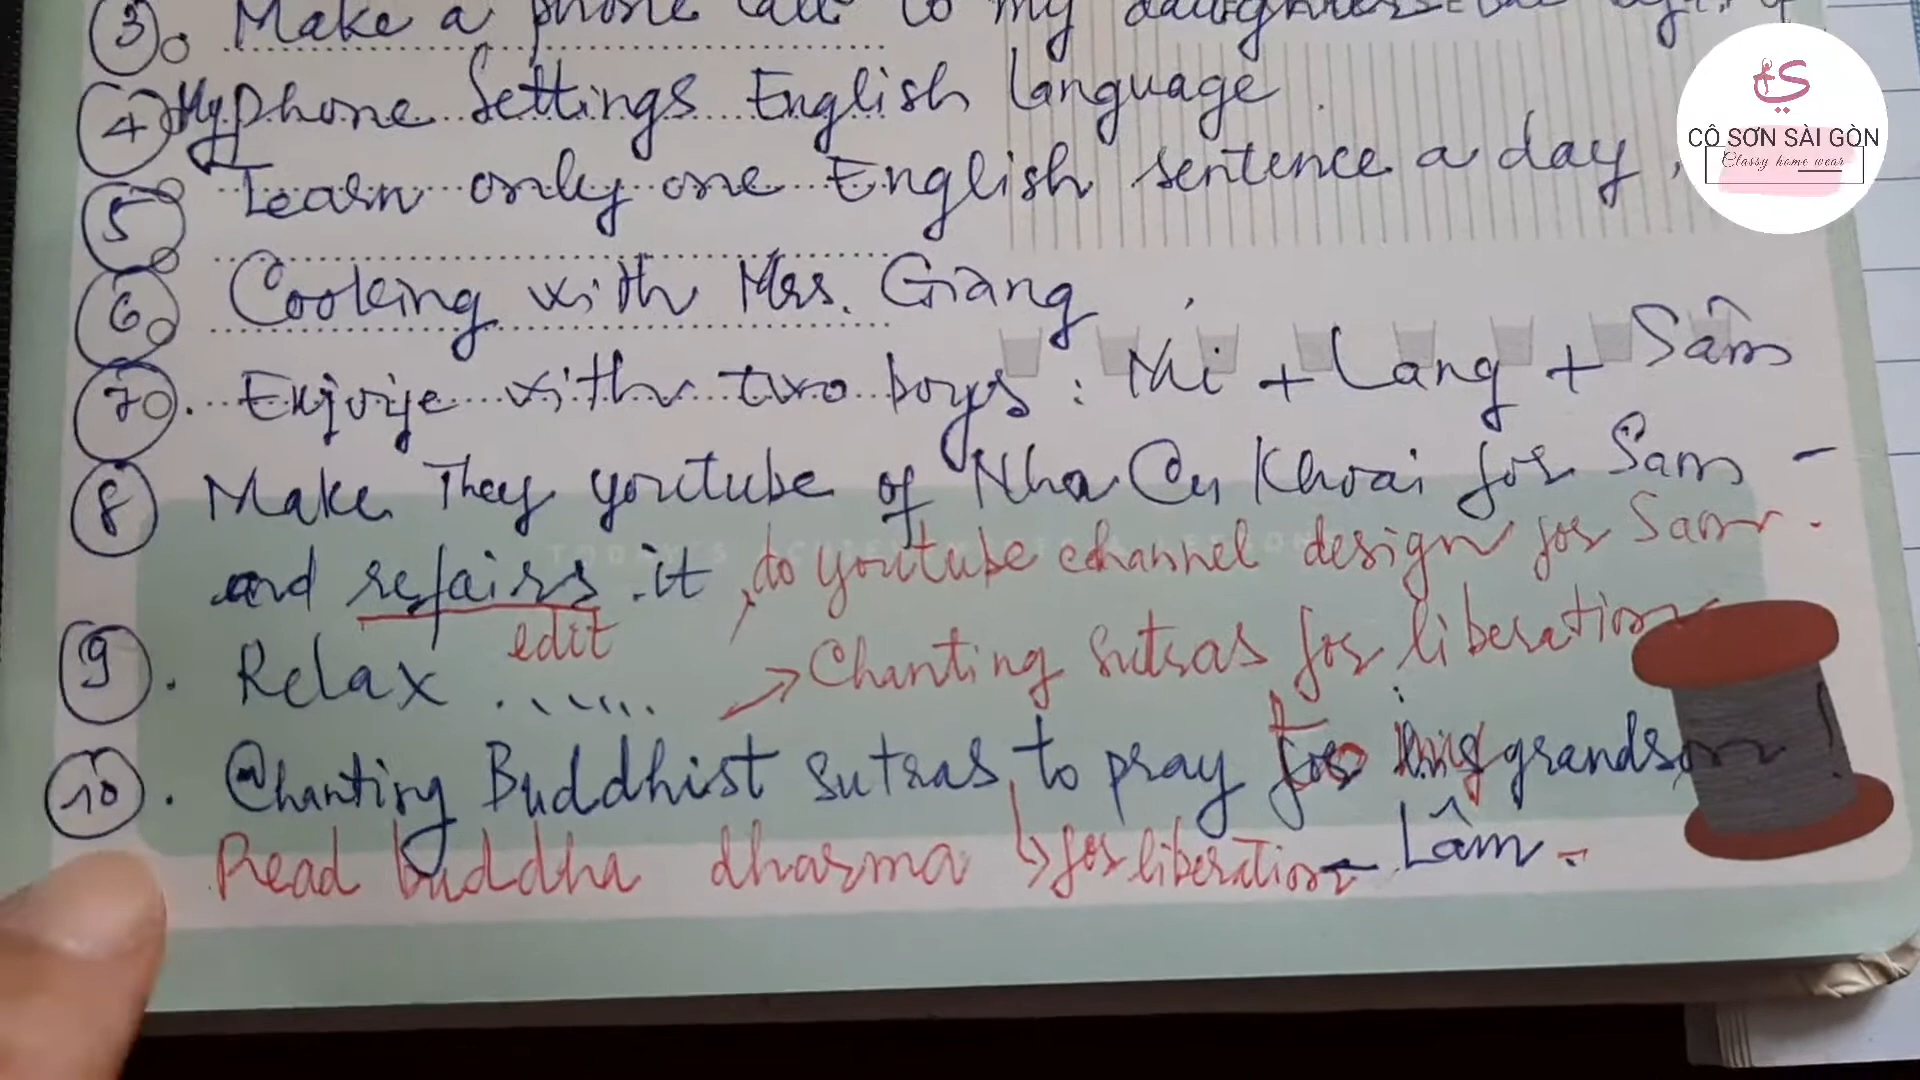 3. Make a phone call to my
4 My phone Settings English language.
5 Learn only one English sentence a day,
6. Cooking with Mrs. Giang
7. Enjoye with two boys: Mi + Lang + Sâm
8 Make They youtube of Nha Cu Khoai for Sam -
and refairs it do youtube channel design for Sam.
edit
9. Relax ...... → Chanting sutras for liberation
10. Chanting Buddhist sutras, to pray for grandson
Read buddha dharma ↳ for liberation Lâm.
CÔ SƠN SÀI GÒN
Classy home wear